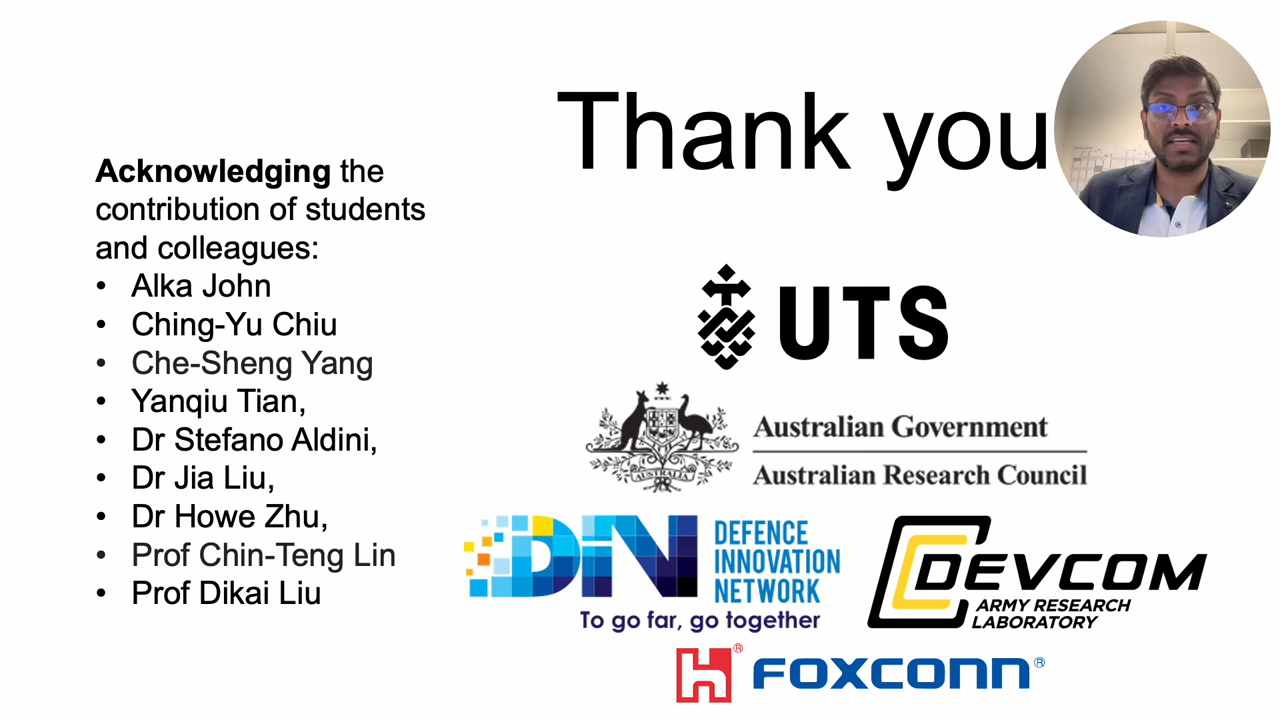 Thank you
Acknowledging the
contribution of students
and colleagues:
• Alka John
• Ching-Yu Chiu
• Che-Sheng Yang
• Yanqiu Tian,
• Dr Stefano Aldini,
• Dr Jia Liu,
• Dr Howe Zhu,
• Prof Chin-Teng Lin
• Prof Dikai Liu
UTS
AUSTRALIA
Australian Government
Australian Research Council
DiN
DEFENCE
INNOVATION
NETWORK
To go far, go together
DEVCOM
ARMY RESEARCH
LABORATORY
h® FOXCONN®